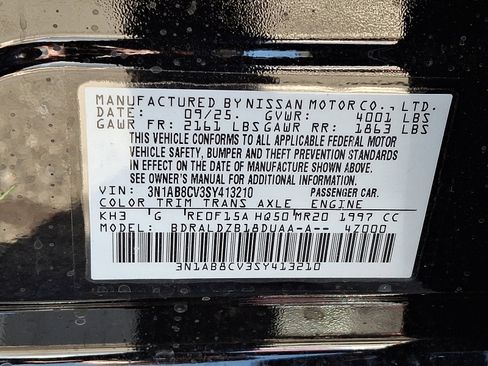 MANUFACTURED BY NISSAN MOTOR CO., LTD.
DATE: 09/25. GVWR: 4001 LBS
GAWR FR: 2161 LBS GAWR RR: 1863 LBS
THIS VEHICLE CONFORMS TO ALL APPLICABLE FEDERAL MOTOR
VEHICLE SAFETY, BUMPER AND THEFT PREVENTION STANDARDS
IN EFFECT ON THE DATE OF MANUFACTURE SHOWN ABOVE.
SEE OWNER'S MANUAL FOR ADDITIONAL INFORMATION.
VIN: 3N1AB8CV3SY413210 PASSENGER CAR.
COLOR TRIM TRANS AXLE ENGINE
KH3 G RE0F15A HQ50 MR20 1997 CC
MODEL: BDRALDZB18DUAA-A-- 4Z000
3N1AB8CV3SY413210